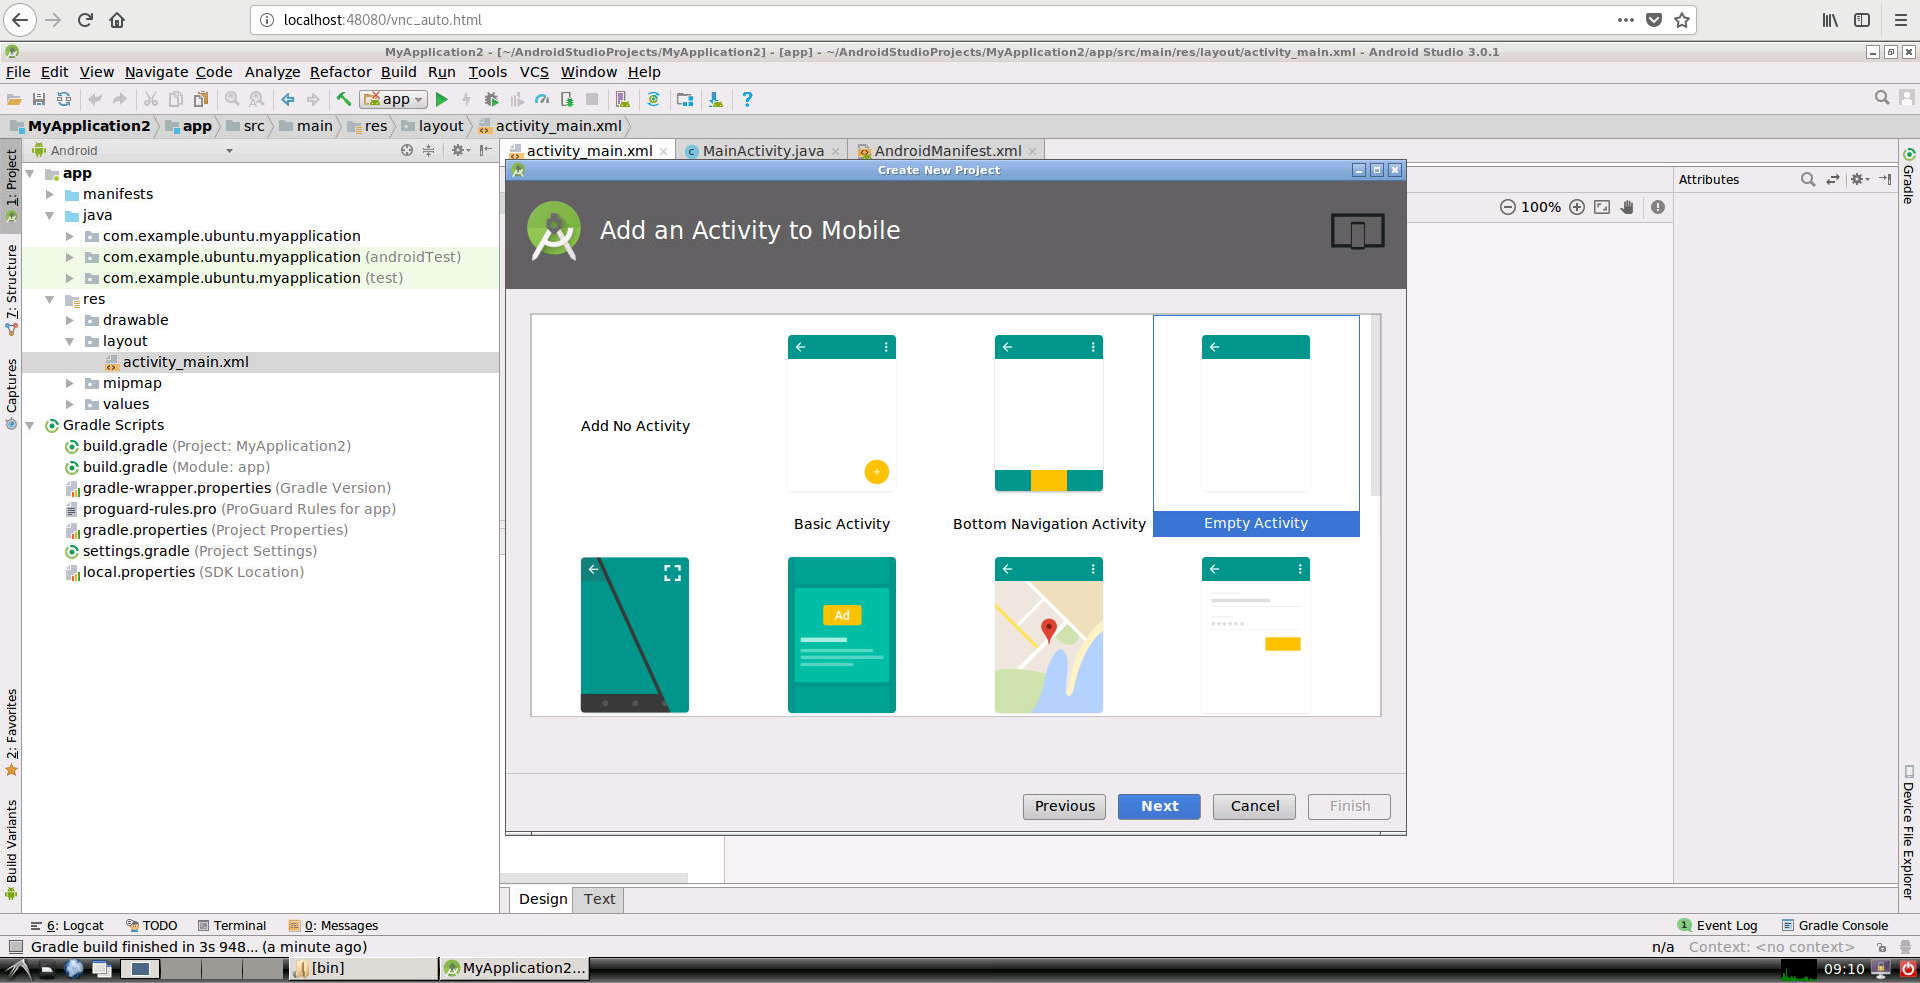 localhost:48080/vnc_auto.html
MyApplication2 - [~/AndroidStudioProjects/MyApplication2] - [app] - ~/AndroidStudioProjects/MyApplication2/app/src/main/res/layout/activity_main.xml - Android Studio 3.0.1
File Edit View Navigate Code Analyze Refactor Build Run Tools VCS Window Help
app
MyApplication2 app src main res layout activity_main.xml
Android
activity_main.xml MainActivity.java AndroidManifest.xml
Create New Project
Add an Activity to Mobile
Attributes
100%
1: Project
7: Structure
Captures
2: Favorites
Build Variants
app
manifests
java
com.example.ubuntu.myapplication
com.example.ubuntu.myapplication (androidTest)
com.example.ubuntu.myapplication (test)
res
drawable
layout
activity_main.xml
mipmap
values
Gradle Scripts
build.gradle (Project: MyApplication2)
build.gradle (Module: app)
gradle-wrapper.properties (Gradle Version)
proguard-rules.pro (ProGuard Rules for app)
gradle.properties (Project Properties)
settings.gradle (Project Settings)
local.properties (SDK Location)
Add No Activity
Basic Activity
Bottom Navigation Activity
Empty Activity
Ad
Previous Next Cancel Finish
Gradle
Device File Explorer
Design Text
6: Logcat TODO Terminal 0: Messages
1 Event Log Gradle Console
Gradle build finished in 3s 948... (a minute ago)
n/a Context: <no context>
[bin] MyApplication2...
09:10